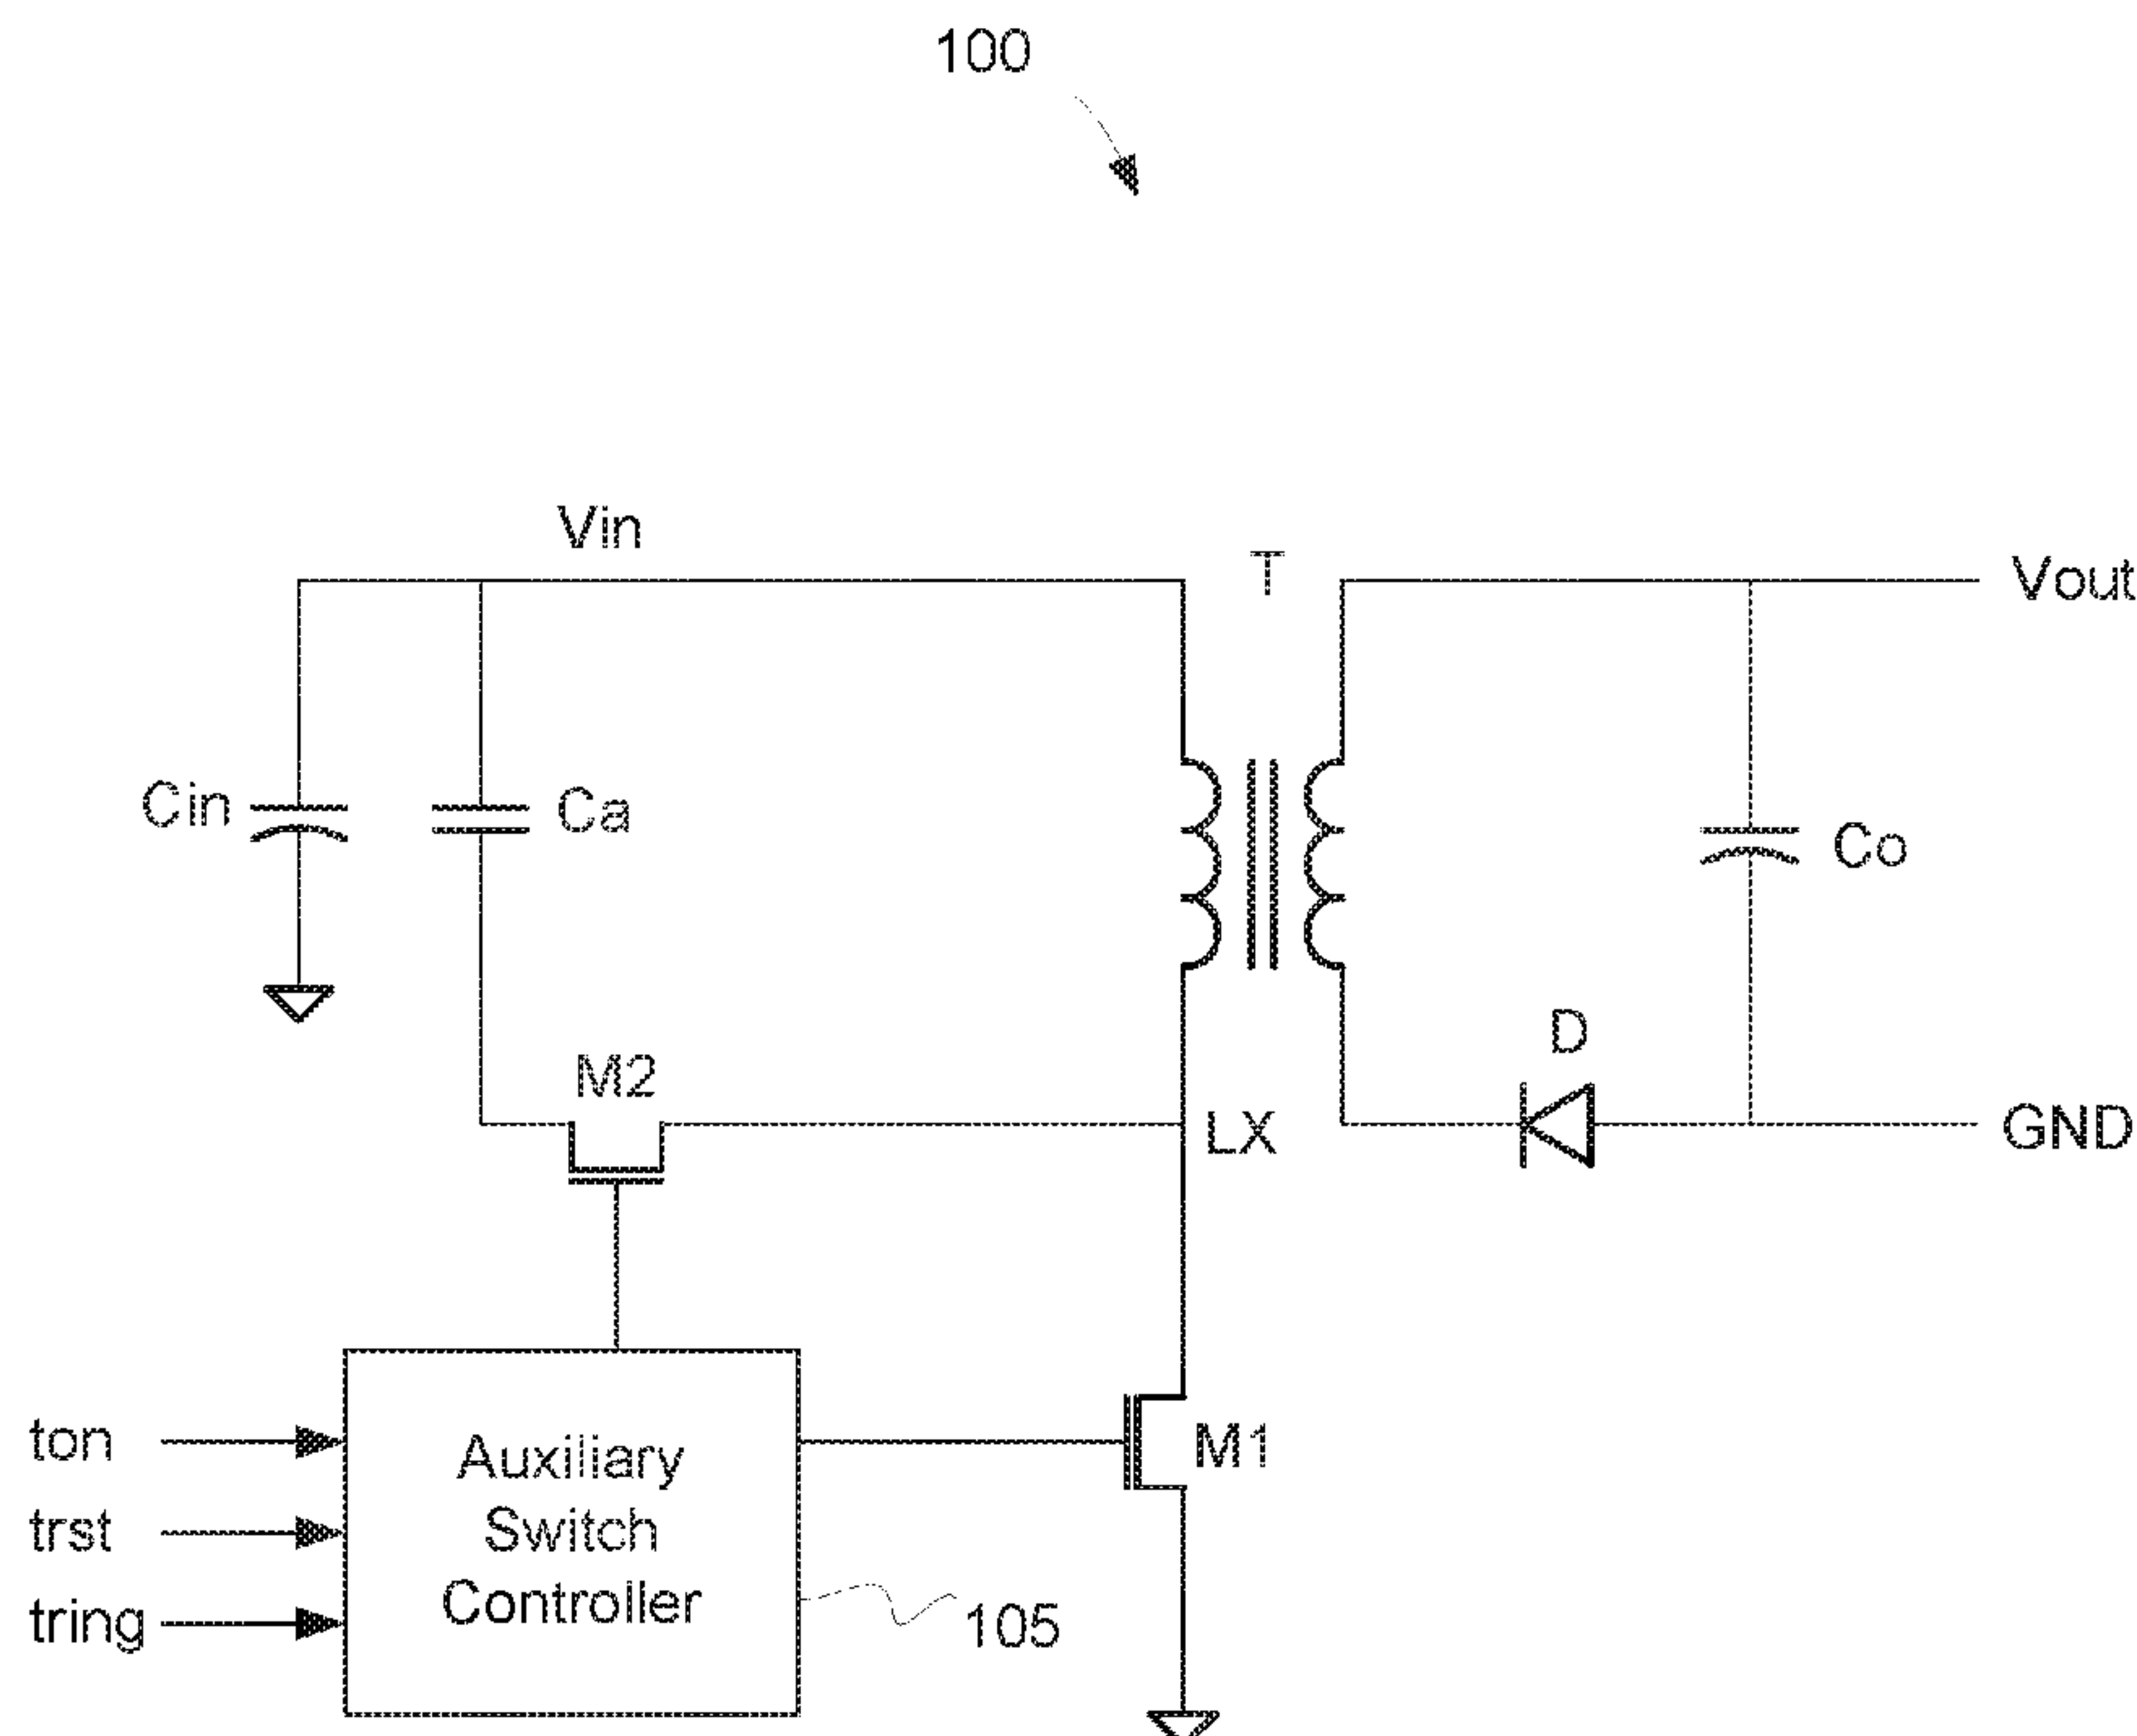 100
Vin
T
Vout
Cin
Ca
Co
D
M2
LX
GND
ton
trst
tring
Auxiliary
Switch
Controller
M1
105